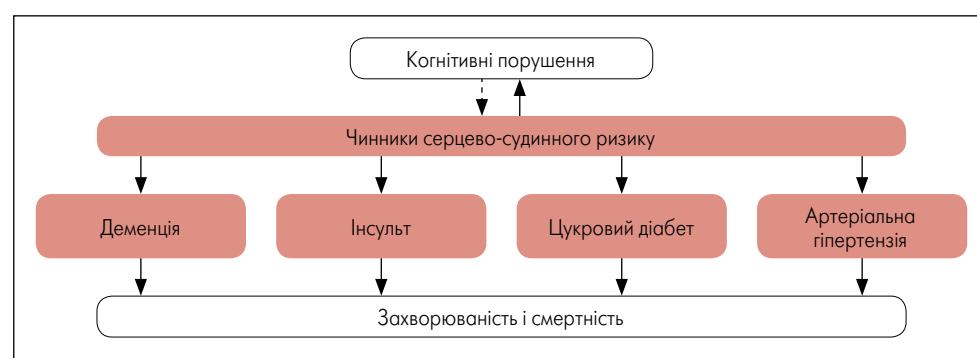 Когнітивні порушення
Чинники серцево-судинного ризику
Деменція
Інсульт
Цукровий діабет
Артеріальна
гіпертензія
Захворюваність і смертність